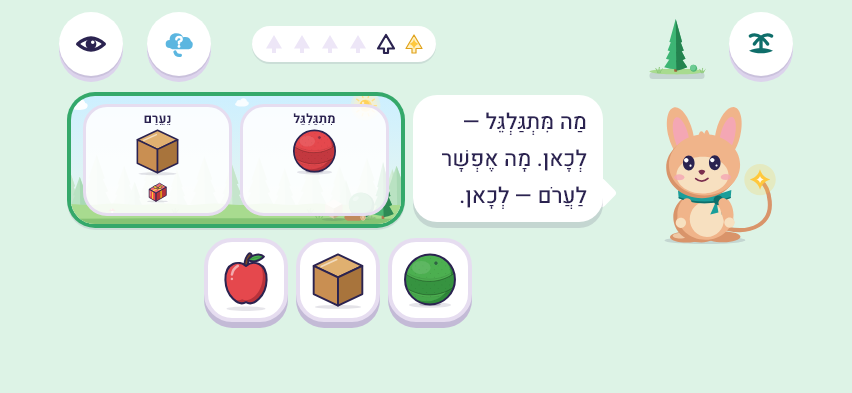 ?
מִתְגַּלְגֵּל
נֶעֱרַם
מַה מִּתְגַּלְגֵּל –
לְכָאן. מָה אֶפְשָׁר
לַעֲרֹם – לְכָאן.